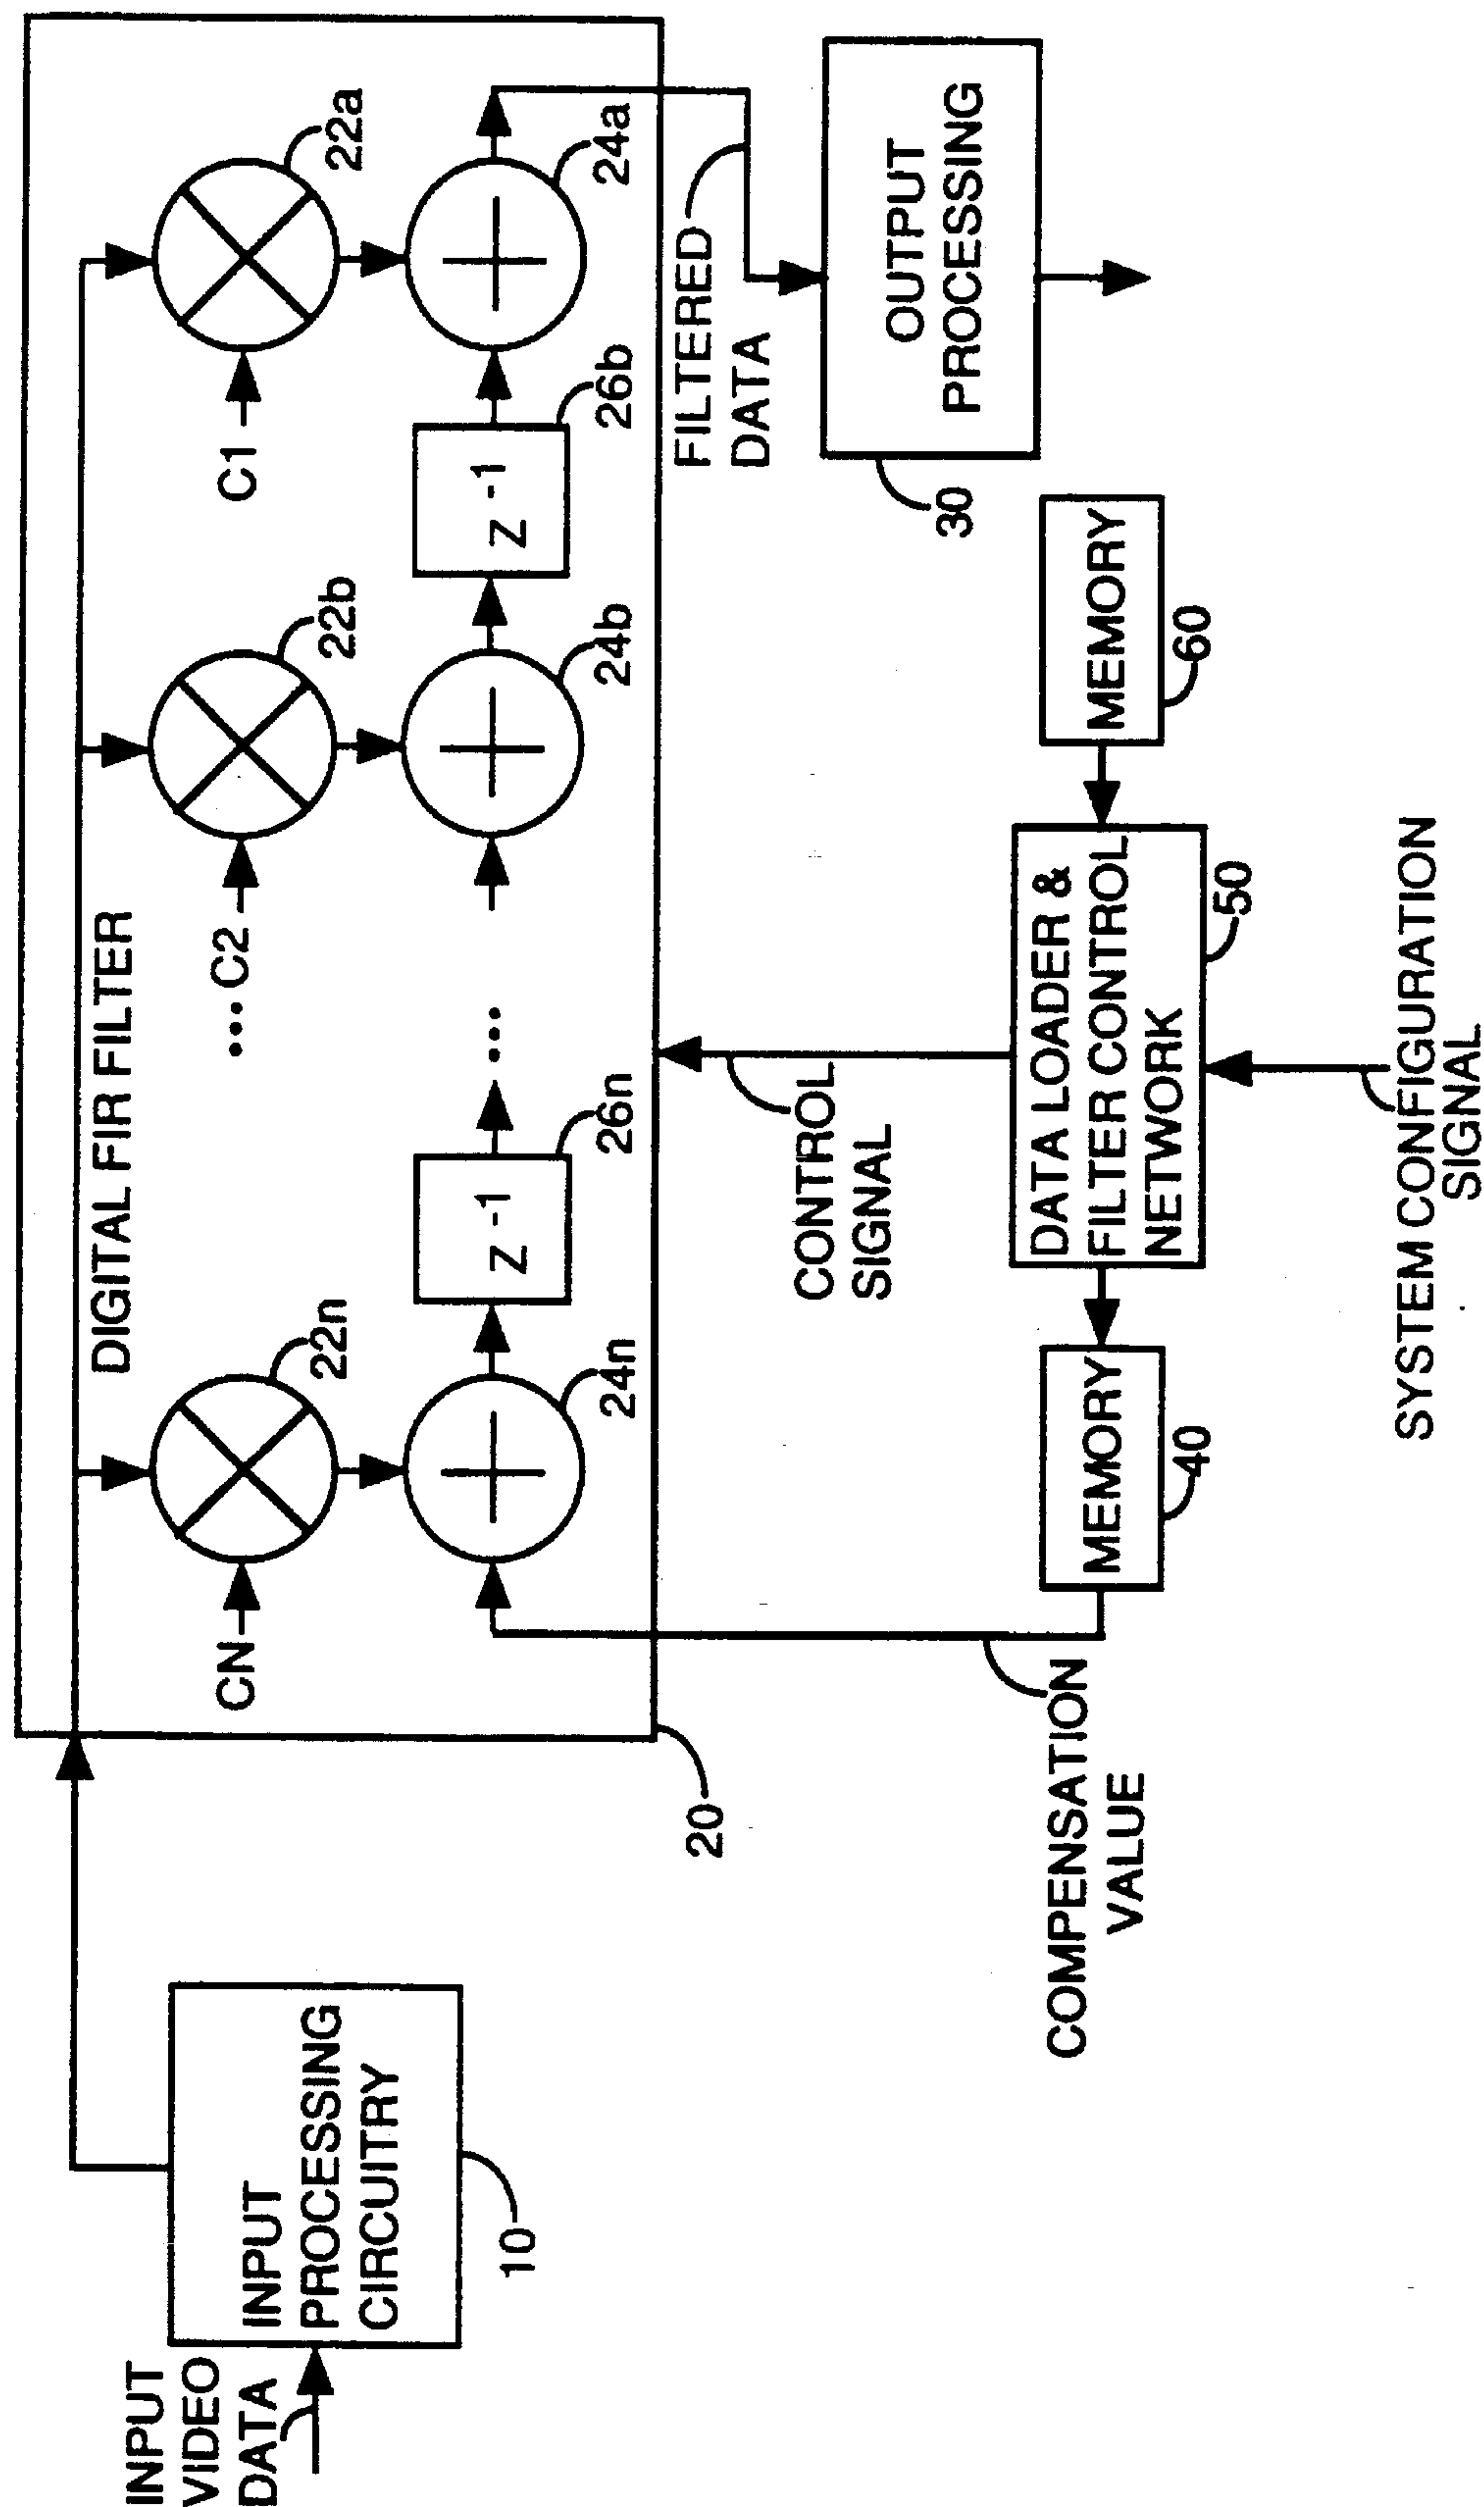 INPUT
VIDEO
DATA
INPUT
PROCESSING
CIRCUITRY
10
DIGITAL FIR FILTER
20
CN
22n
24n
Z -1
26n
...
...
C2
22b
24b
Z -1
26b
C1
22a
24a
FILTERED
DATA
OUTPUT
PROCESSING
30
CONTROL
SIGNAL
COMPENSATION
VALUE
MEMORY
40
DATA LOADER &
FILTER CONTROL
NETWORK
50
MEMORY
60
SYSTEM CONFIGURATION
SIGNAL